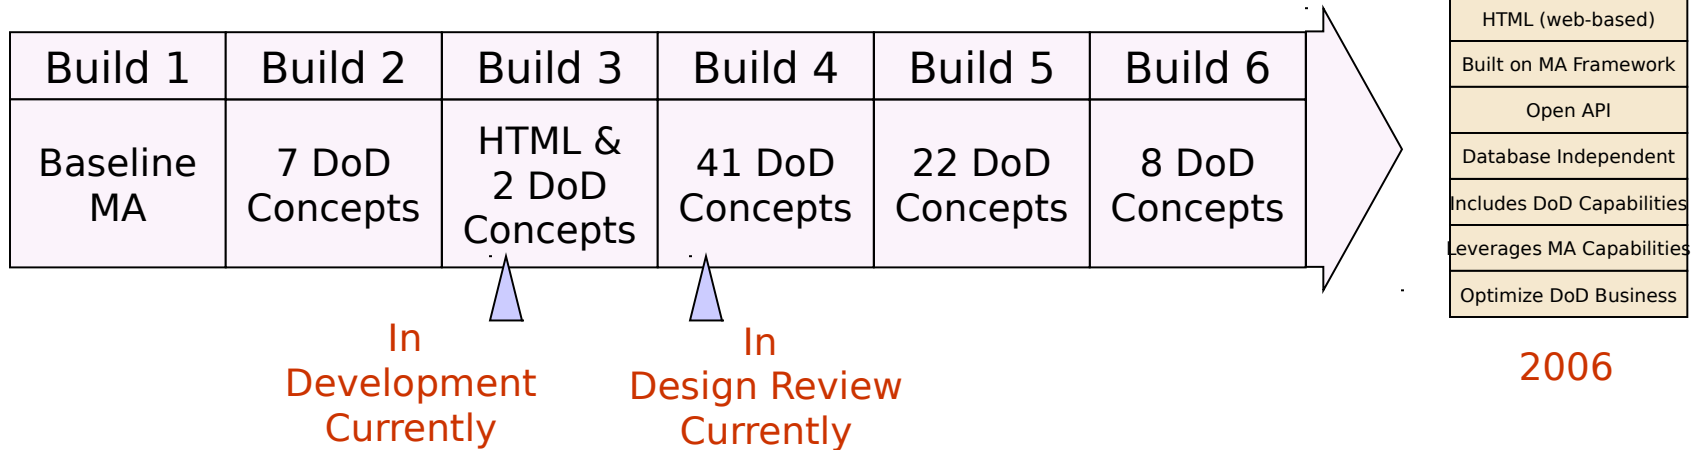 Build 1
Build 2
Build 3
Build 4
Build 5
Build 6
Baseline
MA
7 DoD
Concepts
HTML &
2 DoD
Concepts
41 DoD
Concepts
22 DoD
Concepts
8 DoD
Concepts
In
Development
Currently
In
Design Review
Currently
HTML (web-based)
Built on MA Framework
Open API
Database Independent
Includes DoD Capabilities
Leverages MA Capabilities
Optimize DoD Business
2006